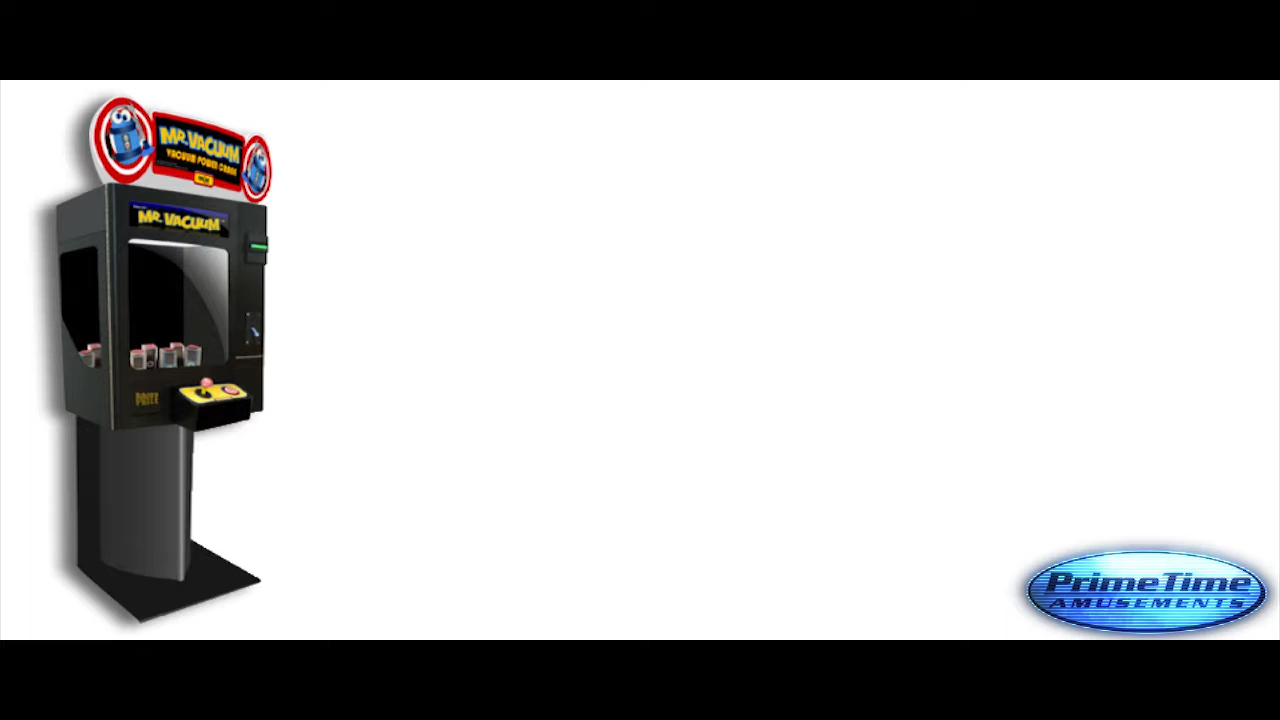 MR. VACUUM
VACUUM POWER CRANE
MR. VACUUM
PRIZE
PrimeTime
AMUSEMENTS